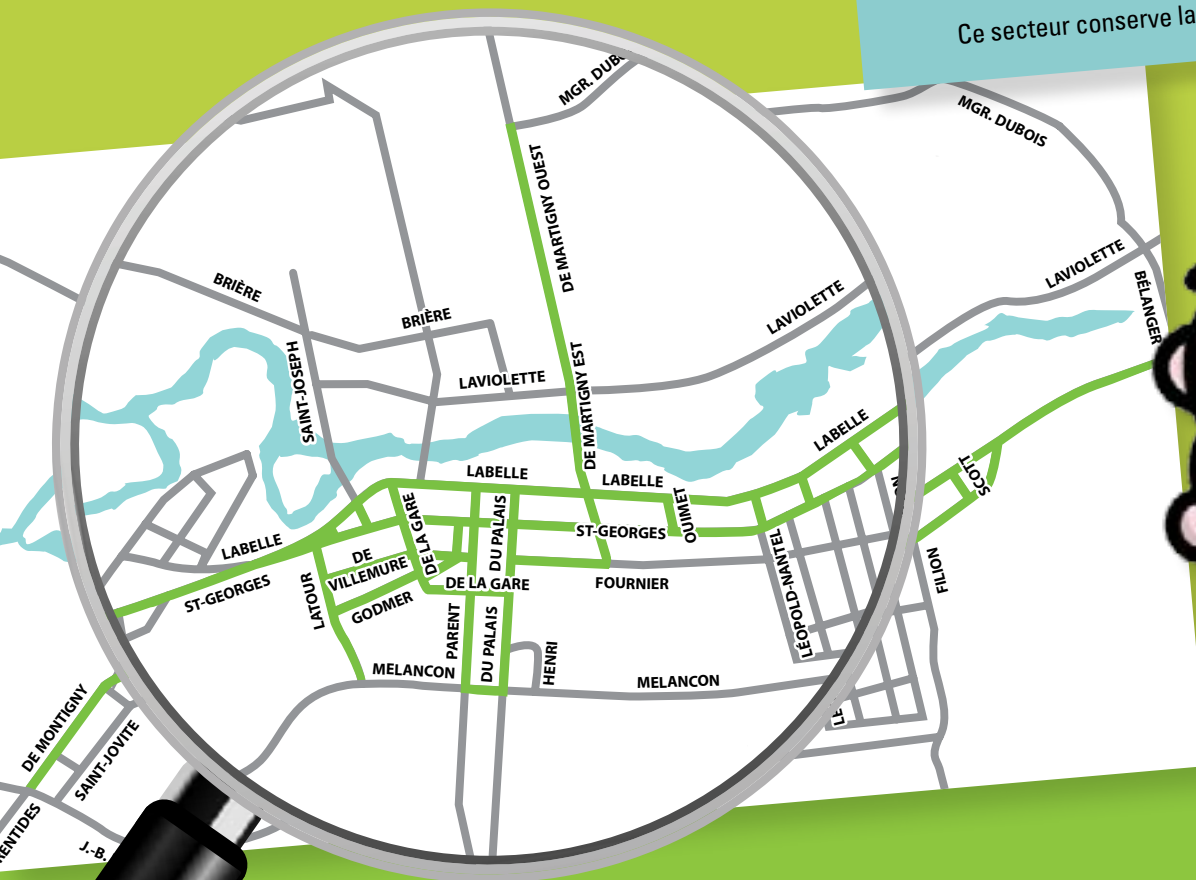 Ce secteur conserve la
MGR. DUBOIS
MGR. DUBO
DE MARTIGNY OUEST
LAVIOLETTE
BÉLANGER
BRIÈRE
LAVIOLETTE
BRIÈRE
SAINT-JOSEPH
LAVIOLETTE
DE MARTIGNY EST
LABELLE
LABELLE
LABELLE
SCOTT
DE LA GARE
DU PALAIS
OUIMET
ST-GEORGES
LABELLE
DE
VILLEMURE
DE LA GARE
FOURNIER
ST-GEORGES
LATOUR
GODMER
LÉOPOLD-NANTEL
FILION
PARENT
DU PALAIS
HENRI
MELANCON
MELANCON
DE MONTIGNY
SAINT-JOVITE
LE
RENTIDES
J.-B.